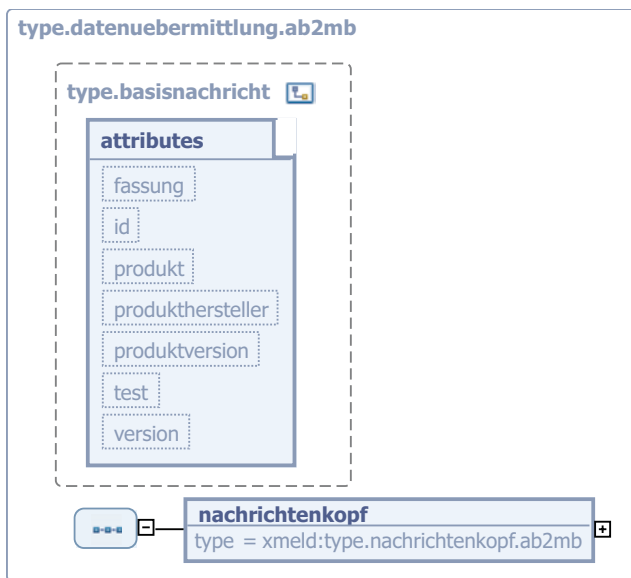 type.datenuebermittlung.ab2mb
type.basisnachricht
attributes
fassung
id
produkt
produkthersteller
produktversion
test
version
nachrichtenkopf
type = xmeld:type.nachrichtenkopf.ab2mb